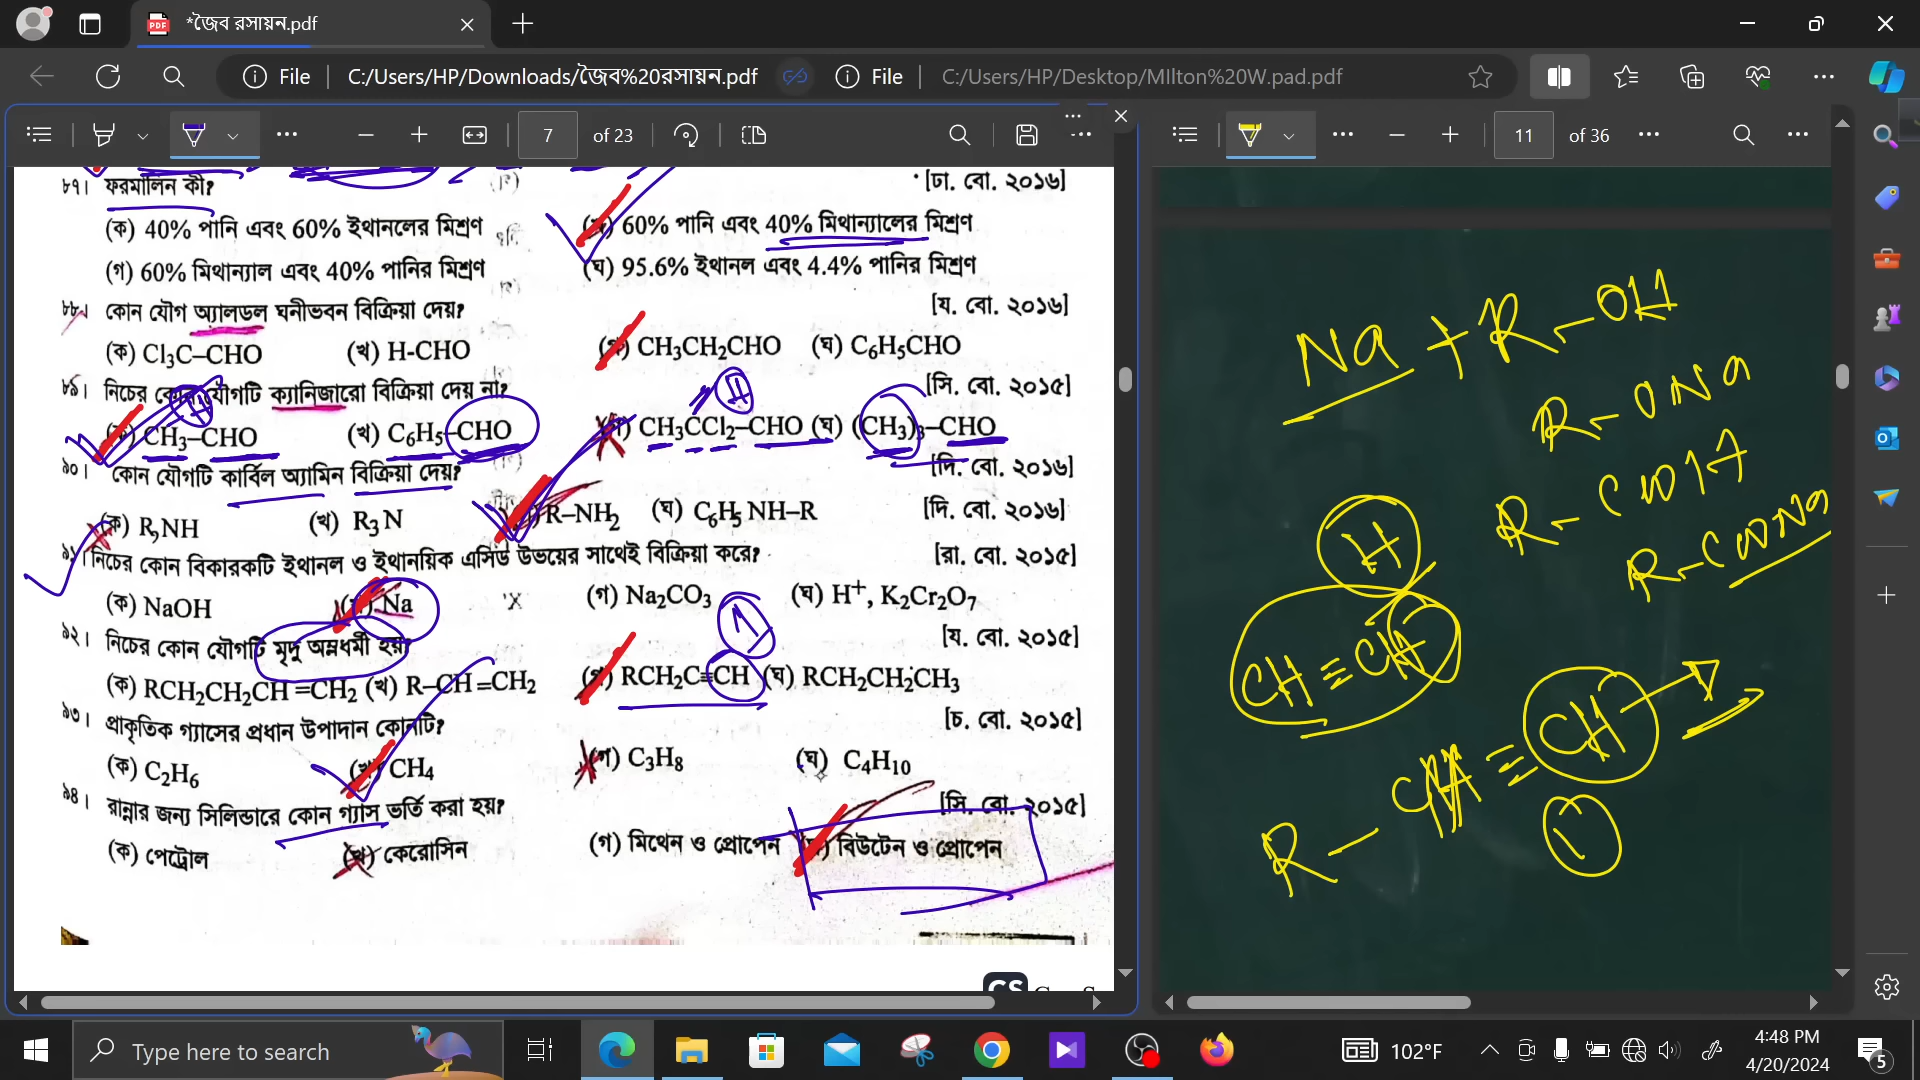 *জৈব রসায়ন.pdf
File C:/Users/HP/Downloads/জৈব%20রসায়ন.pdf File C:/Users/HP/Desktop/MIlton%20W.pad.pdf
7 of 23 11 of 36
৮৭। ফরমালিন কী? [ঢা. বো. ২০১৬]
(ক) 40% পানি এবং 60% ইথানলের মিশ্রণ 60% পানি এবং 40% মিথান্যালের মিশ্রণ
(গ) 60% মিথান্যাল এবং 40% পানির মিশ্রণ (ঘ) 95.6% ইথানল এবং 4.4% পানির মিশ্রণ
৮৮। কোন যৌগ অ্যালডল ঘনীভবন বিক্রিয়া দেয়? [য. বো. ২০১৬]
(ক) Cl₃C–CHO (খ) H-CHO CH₃CH₂CHO (ঘ) C₆H₅CHO
৮৯। নিচের কোন যৌগটি ক্যানিজারো বিক্রিয়া দেয় না? [সি. বো. ২০১৫]
(ক) CH₃–CHO (খ) C₆H₅–CHO (গ) CH₃CCl₂–CHO (ঘ) (CH₃)₃–CHO
H
H
৯০। কোন যৌগটি কার্বিল অ্যামিন বিক্রিয়া দেয়? [দি. বো. ২০১৬]
(ক) R₂NH (খ) R₃N R–NH₂ (ঘ) C₆H₅ NH–R [দি. বো. ২০১৬]
৯১। নিচের কোন বিকারকটি ইথানল ও ইথানয়িক এসিড উভয়ের সাথেই বিক্রিয়া করে? [রা. বো. ২০১৫]
(ক) NaOH Na (গ) Na₂CO₃ (ঘ) H⁺, K₂Cr₂O₇
৯২। নিচের কোন যৌগটি মৃদু অম্লধর্মী হয়? [য. বো. ২০১৫]
(ক) RCH₂CH₂CH =CH₂ (খ) R–CH =CH₂ RCH₂C≡CH (ঘ) RCH₂CH₂CH₃
৯৩। প্রাকৃতিক গ্যাসের প্রধান উপাদান কোনটি? [চ. বো. ২০১৫]
(ক) C₂H₆ (খ) CH₄ (গ) C₃H₈ (ঘ) C₄H₁₀
৯৪। রান্নার জন্য সিলিন্ডারে কোন গ্যাস ভর্তি করা হয়? [সি. বো. ২০১৫]
(ক) পেট্রোল (খ) কেরোসিন (গ) মিথেন ও প্রোপেন বিউটেন ও প্রোপেন
Na + R–OH
R–ONa
R–COOH
R–COONa
H
CH≡CH
CH
R–
Type here to search
102°F
4:48 PM
4/20/2024
5